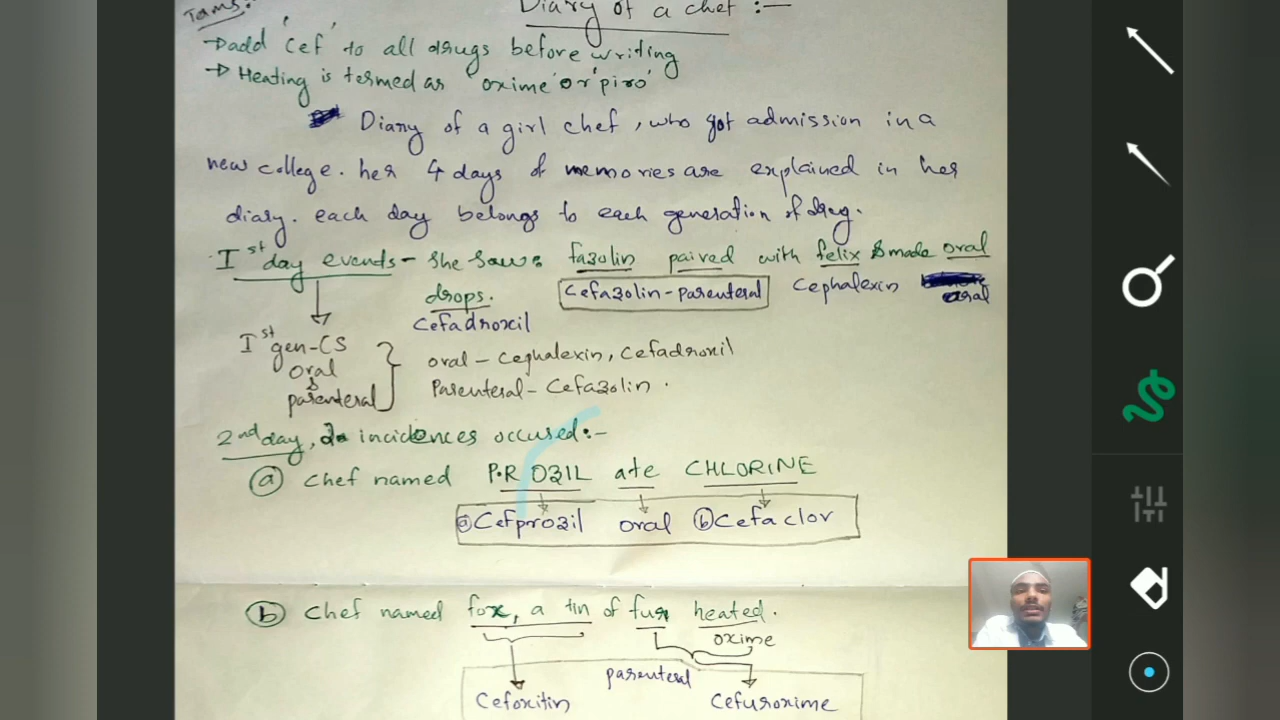 Terms:
Diary of a chef :-
→ add 'cef' to all drugs before writing
→ Heating is termed as 'oxime' or 'piro'
Diary of a girl chef, who got admission in a
new college. her 4 days of memories are explained in her
diary. each day belongs to each generation of drug.
Ist day events - she saw: fazolin paired with felix & made oral
drops. Cefazolin - parenteral Cephalexin oral
Cefadroxil
Ist gen-CS
oral
&
parenteral
oral - Cephalexin, Cefadroxil
Parenteral - Cefazolin.
2nd day, 2 incidences occured:-
(a) Chef named P.R OZIL ate CHLORINE
(a) Cefprozil oral (b) Cefaclor
(b) Chef named fox, a tin of fur heated.
oxime
parenteral
Cefoxitin Cefuroxime